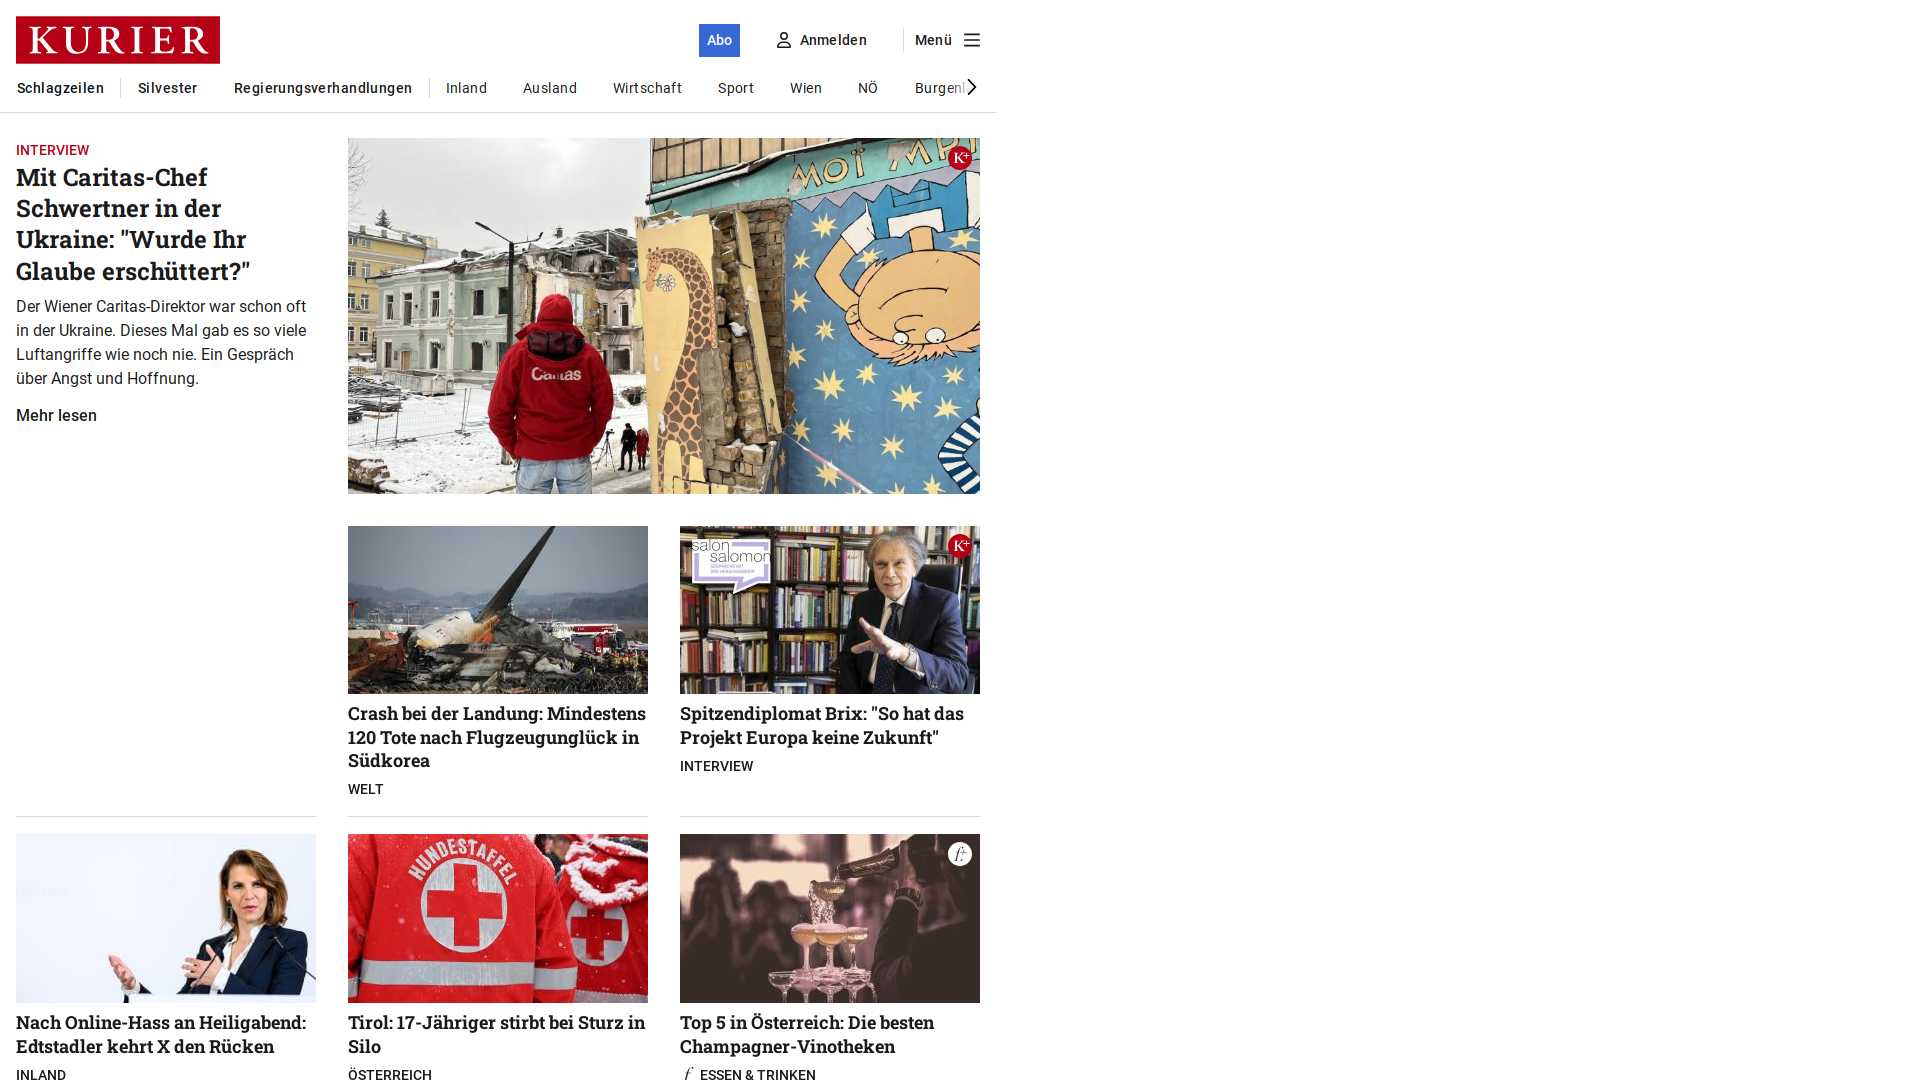 KURIER
Abo
Anmelden
Menü
Schlagzeilen
Silvester
Regierungsverhandlungen
Inland
Ausland
Wirtschaft
Sport
Wien
NÖ
Burgenl
INTERVIEW
Mit Caritas-Chef
Schwertner in der
Ukraine: "Wurde Ihr
Glaube erschüttert?"
Der Wiener Caritas-Direktor war schon oft
in der Ukraine. Dieses Mal gab es so viele
Luftangriffe wie noch nie. Ein Gespräch
über Angst und Hoffnung.
Mehr lesen
МОЇ МРІ
K+
Caritas
salon
salomon
K+
Crash bei der Landung: Mindestens
120 Tote nach Flugzeugunglück in
Südkorea
WELT
Spitzendiplomat Brix: "So hat das
Projekt Europa keine Zukunft"
INTERVIEW
HUNDESTAFFEL
f+
Nach Online-Hass an Heiligabend:
Edtstadler kehrt X den Rücken
INLAND
Tirol: 17-Jähriger stirbt bei Sturz in
Silo
ÖSTERREICH
Top 5 in Österreich: Die besten
Champagner-Vinotheken
f ESSEN & TRINKEN